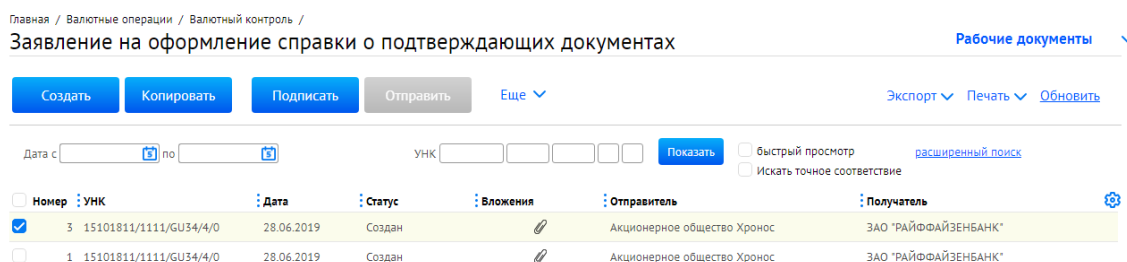 Главная / Валютные операции / Валютный контроль /
Заявление на оформление справки о подтверждающих документах
Рабочие документы
Создать Копировать Подписать Отправить Еще Экспорт Печать Обновить
Дата с 5 по 5 УНК Показать быстрый просмотр расширенный поиск
Искать точное соответствие
Номер УНК Дата Статус Вложения Отправитель Получатель
3 15101811/1111/GU34/4/0 28.06.2019 Создан Акционерное общество Хронос ЗАО "РАЙФФАЙЗЕНБАНК"
1 15101811/1111/GU34/4/0 28.06.2019 Создан Акционерное общество Хронос ЗАО "РАЙФФАЙЗЕНБАНК"